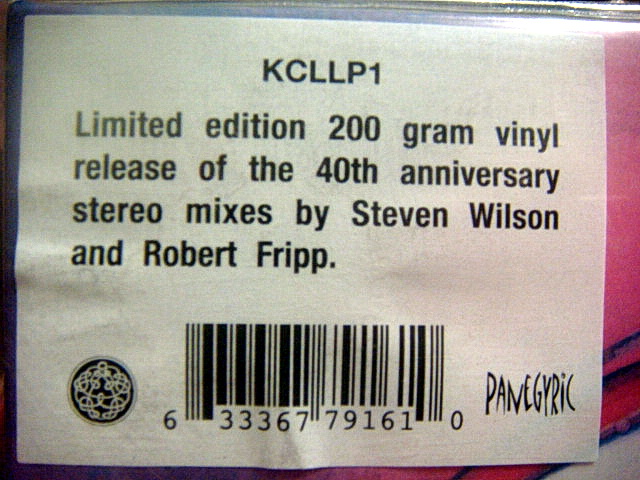 KCLLP1
Limited edition 200 gram vinyl
release of the 40th anniversary
stereo mixes by Steven Wilson
and Robert Fripp.
6 33367 79161 0
PANEGYRIC